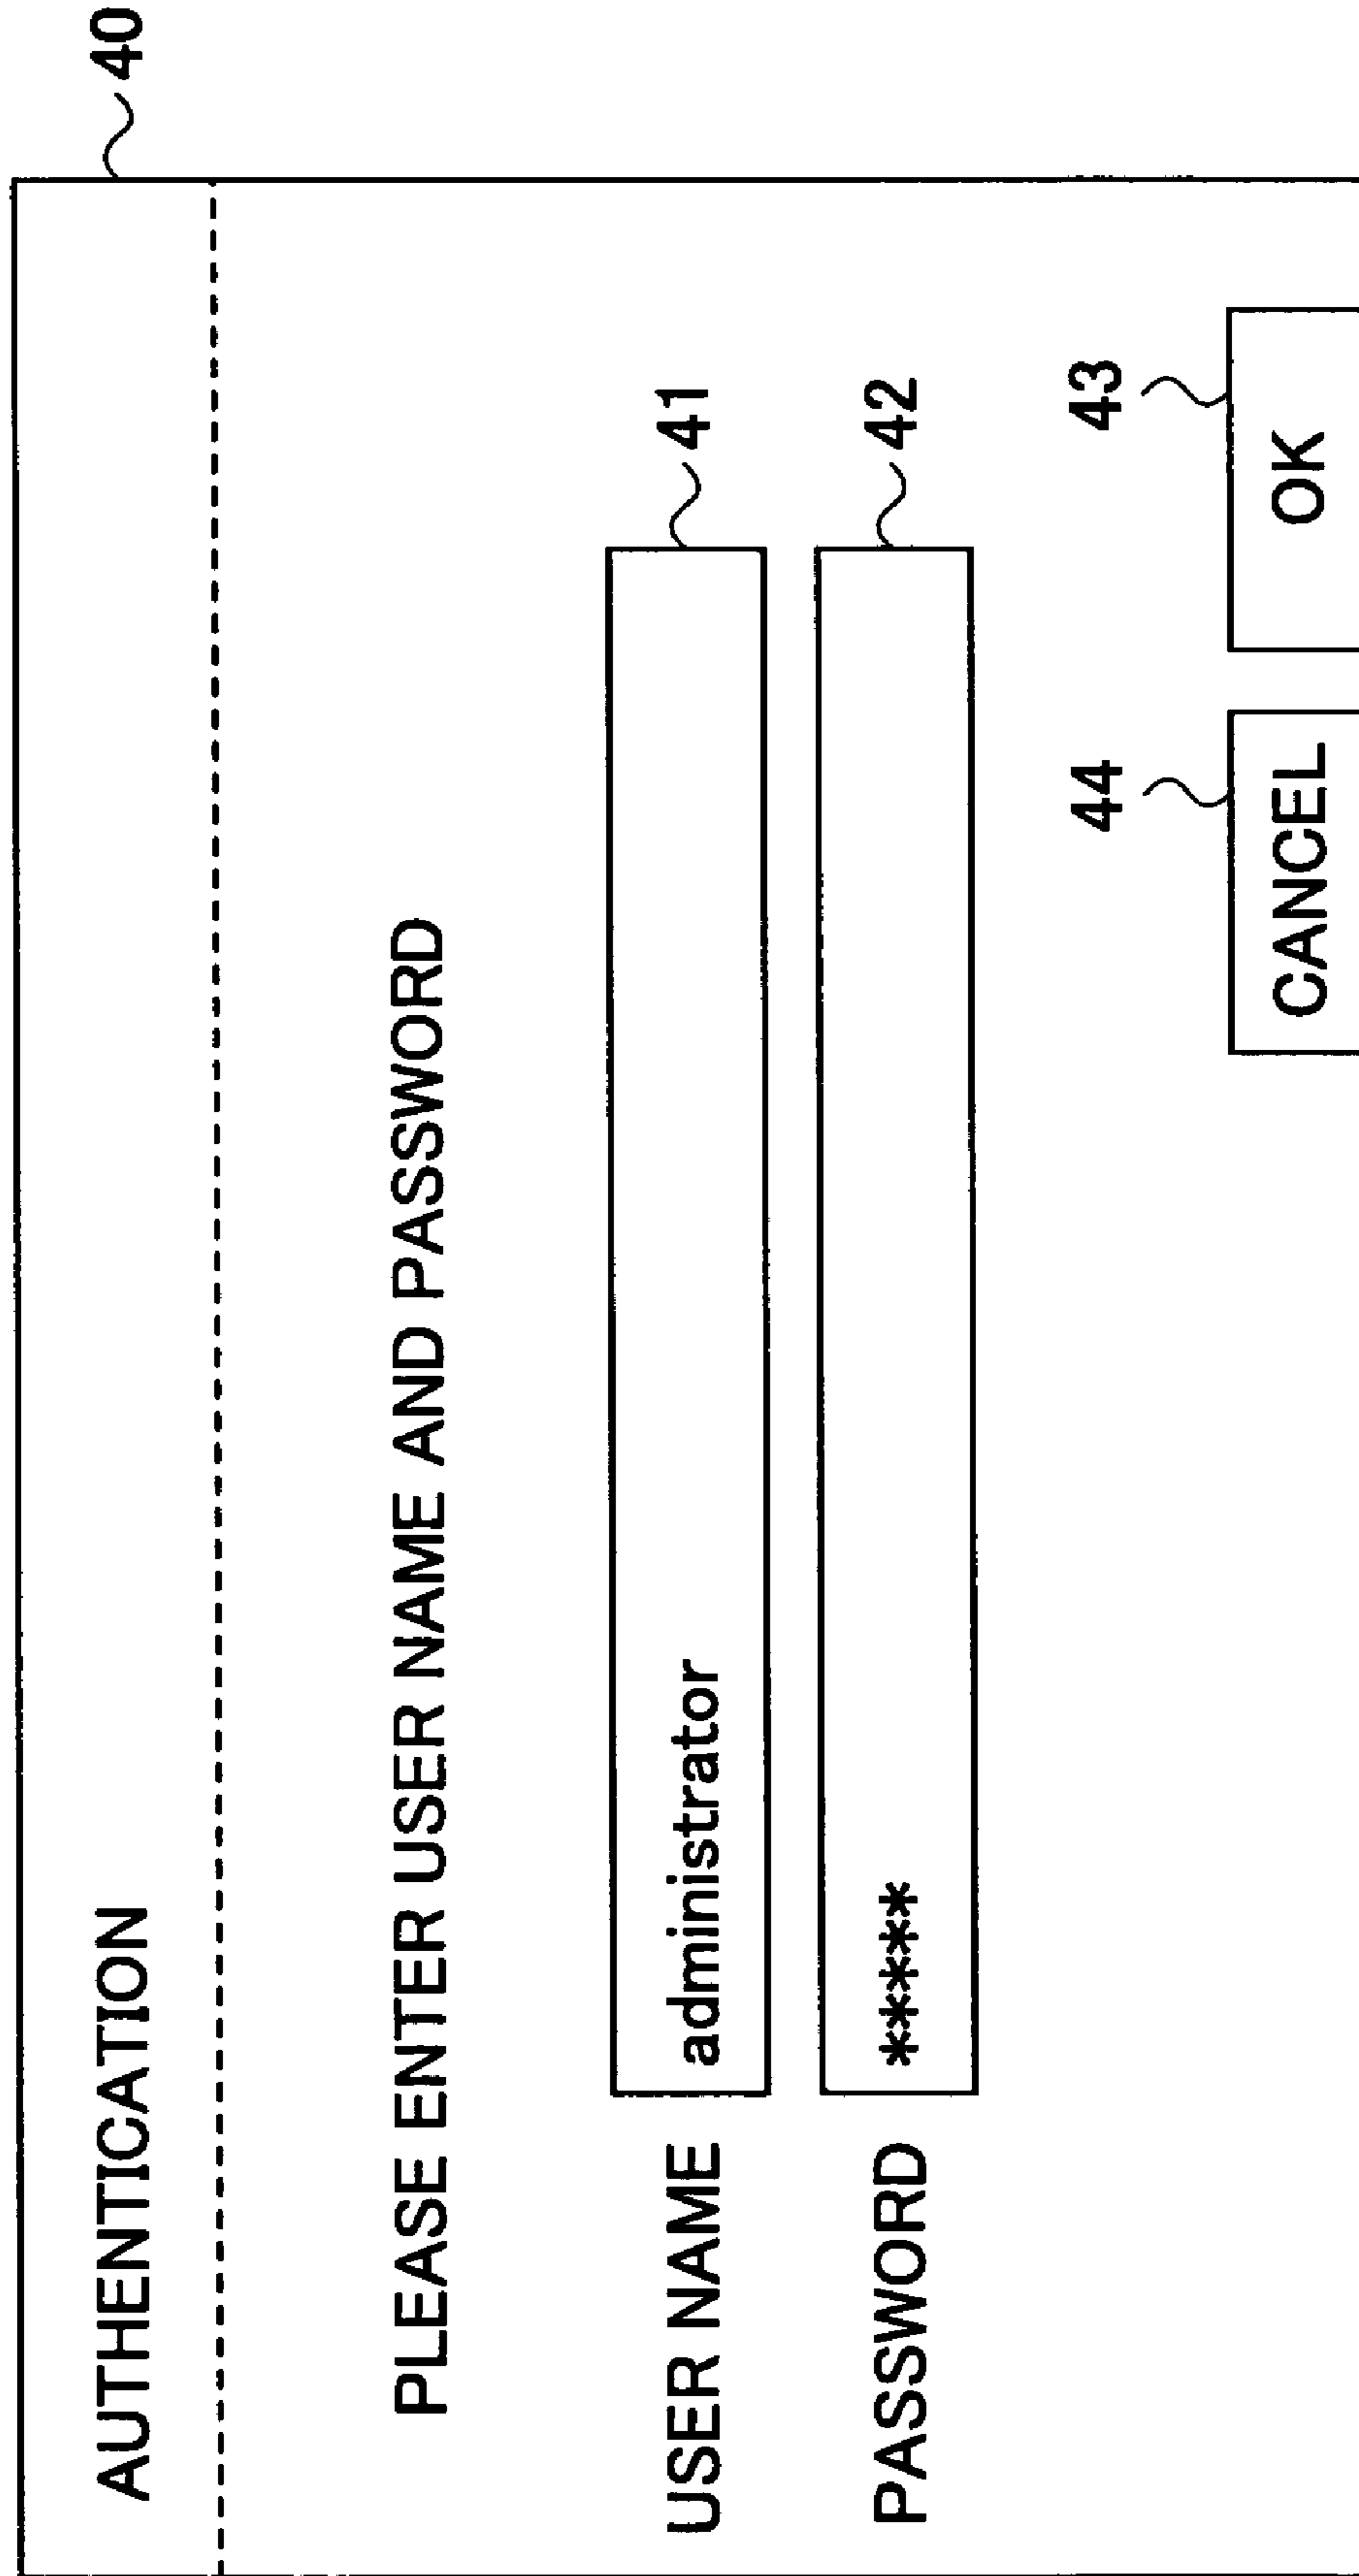 40
AUTHENTICATION
PLEASE ENTER USER NAME AND PASSWORD
USER NAME administrator 41
PASSWORD ***** 42
44 43
CANCEL OK